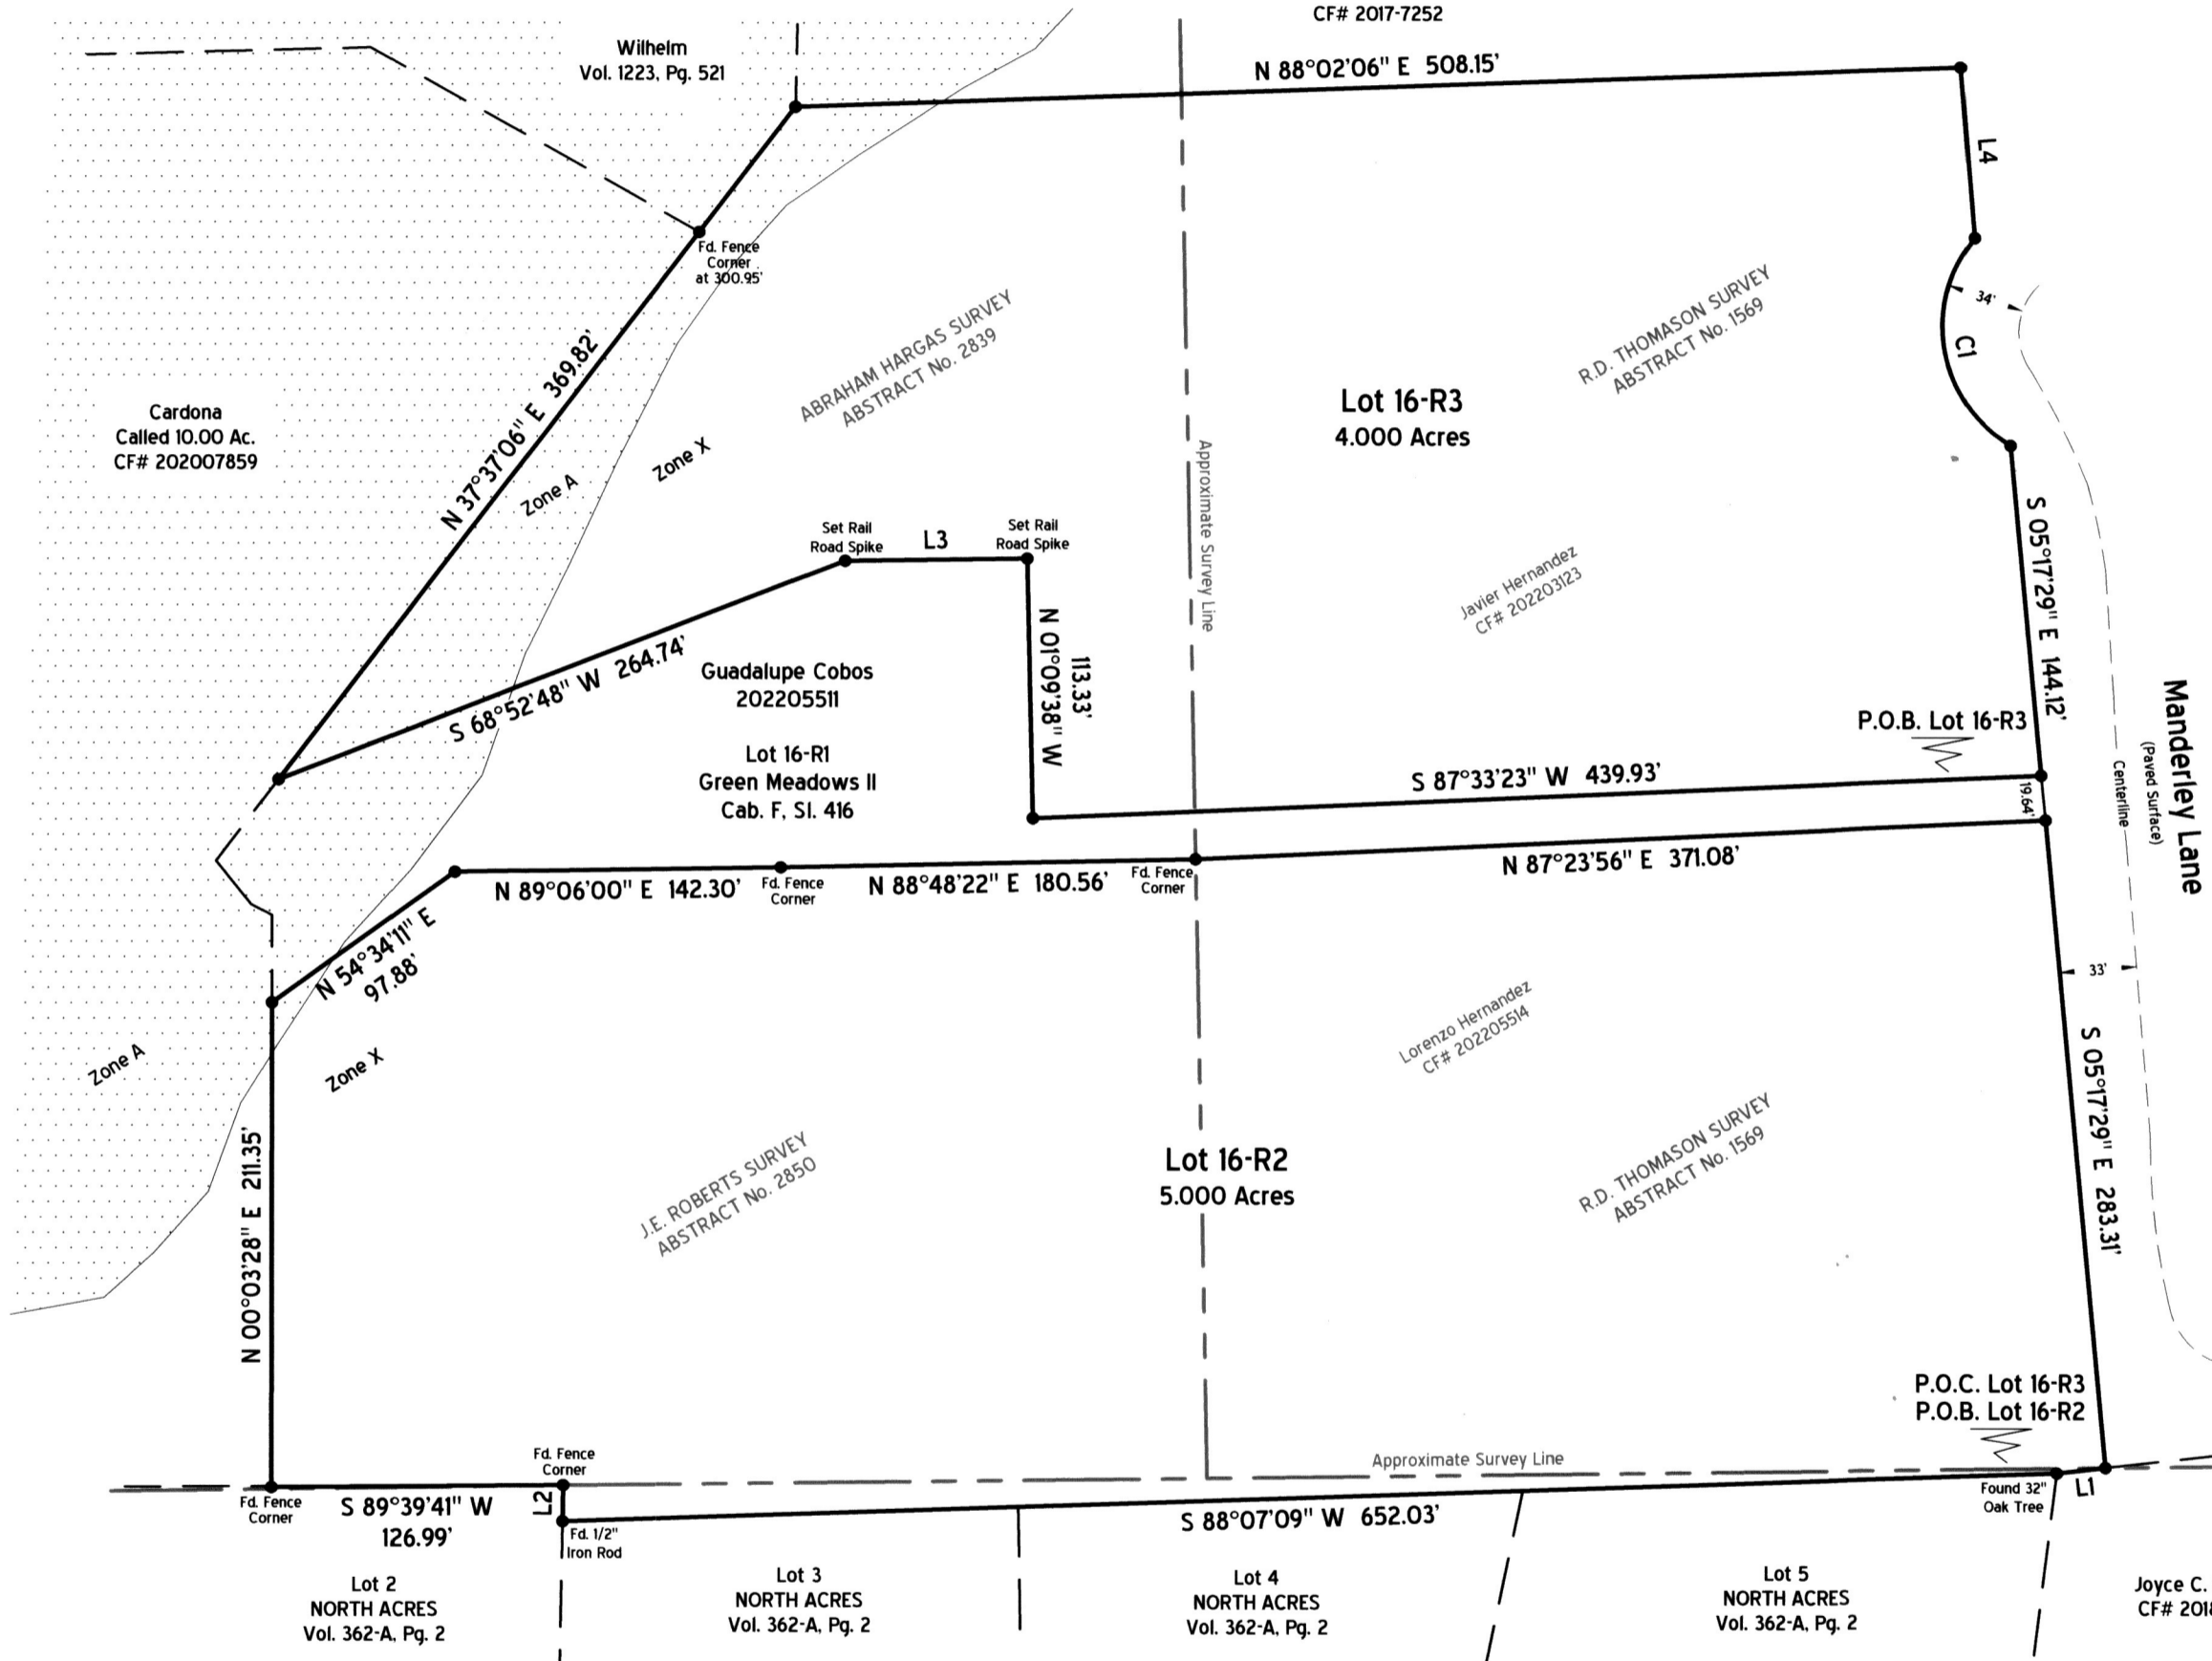 CF# 2017-7252
Wilhelm
Vol. 1223, Pg. 521
N 88°02'06" E 508.15'
L4
Fd. Fence
Corner
at 300.95'
34'
C1
ABRAHAM HARGAS SURVEY
ABSTRACT No. 2839
R.D. THOMASON SURVEY
ABSTRACT No. 1569
Cardona
Called 10.00 Ac.
CF# 202007859
N 37°37'06" E 369.82'
Zone A
Zone X
Lot 16-R3
4.000 Acres
Approximate Survey Line
Set Rail
Road Spike
L3
Set Rail
Road Spike
Javier Hernandez
CF# 202203123
S 05°17'29" E 144.12'
S 68°52'48" W 264.74'
Guadalupe Cobos
202205511
N 01°09'38" W
113.33'
Lot 16-R1
Green Meadows II
Cab. F, Sl. 416
P.O.B. Lot 16-R3
S 87°33'23" W 439.93'
19.64'
Centerline
(Paved Surface)
Manderley Lane
N 89°06'00" E 142.30'
Fd. Fence
Corner
N 88°48'22" E 180.56'
Fd. Fence
Corner
N 87°23'56" E 371.08'
N 54°34'11" E
97.88'
33'
Zone A
Zone X
Lorenzo Hernandez
CF# 202205514
S 05°17'29" E 283.31'
N 00°03'28" E 211.35'
J.E. ROBERTS SURVEY
ABSTRACT No. 2850
Lot 16-R2
5.000 Acres
R.D. THOMASON SURVEY
ABSTRACT No. 1569
P.O.C. Lot 16-R3
P.O.B. Lot 16-R2
Fd. Fence
Corner
Approximate Survey Line
Fd. Fence
Corner
S 89°39'41" W
126.99'
L2
Fd. 1/2"
Iron Rod
S 88°07'09" W 652.03'
Found 32"
Oak Tree
L1
Lot 2
NORTH ACRES
Vol. 362-A, Pg. 2
Lot 3
NORTH ACRES
Vol. 362-A, Pg. 2
Lot 4
NORTH ACRES
Vol. 362-A, Pg. 2
Lot 5
NORTH ACRES
Vol. 362-A, Pg. 2
Joyce C.
CF# 2018